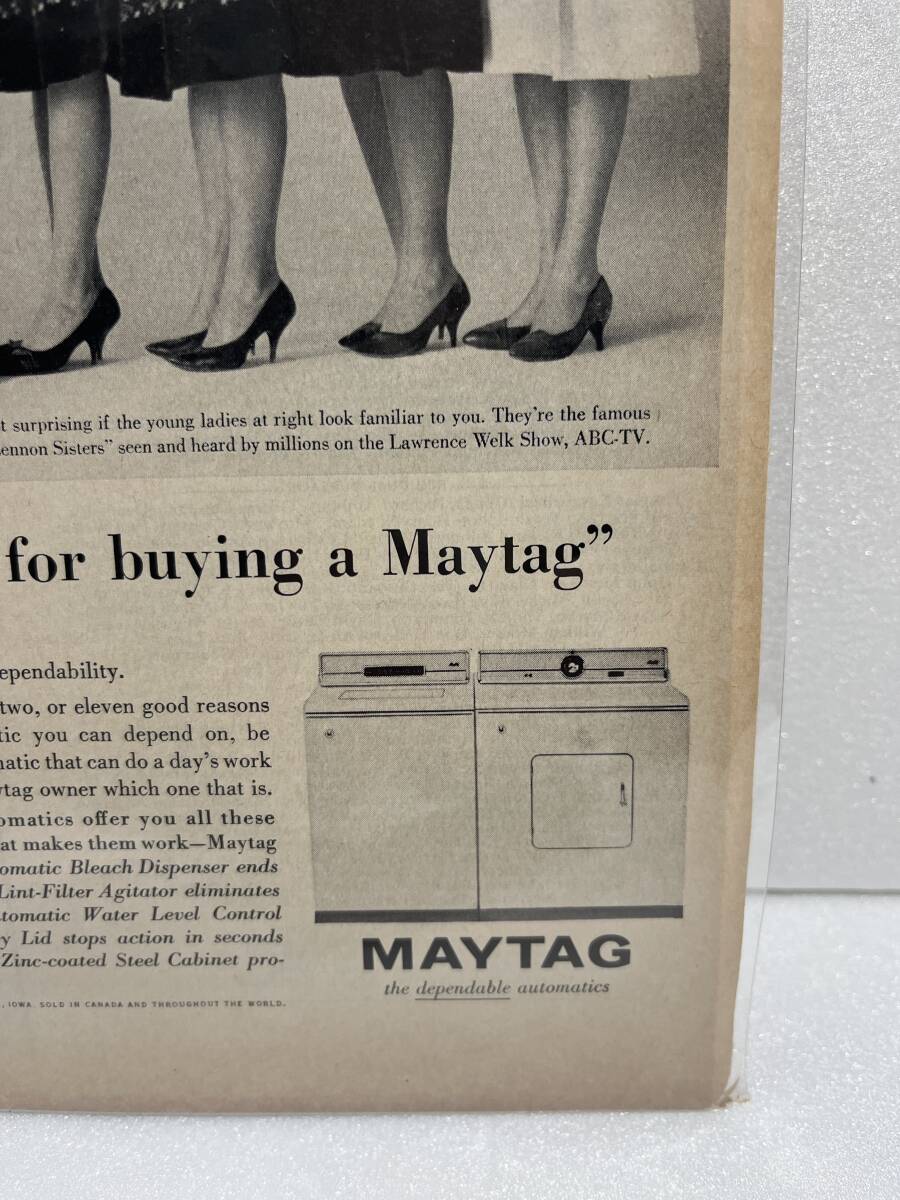 t surprising if the young ladies at right look familiar to you. They're the famous
ennon Sisters” seen and heard by millions on the Lawrence Welk Show, ABC-TV.
for buying a Maytag”
ependability.
two, or eleven good reasons
tic you can depend on, be
matic that can do a day's work
tag owner which one that is.
omatics offer you all these
at makes them work—Maytag
omatic Bleach Dispenser ends
Lint-Filter Agitator eliminates
tomatic Water Level Control
y Lid stops action in seconds
Zinc-coated Steel Cabinet pro-
, IOWA. SOLD IN CANADA AND THROUGHOUT THE WORLD.
MAYTAG
the dependable automatics